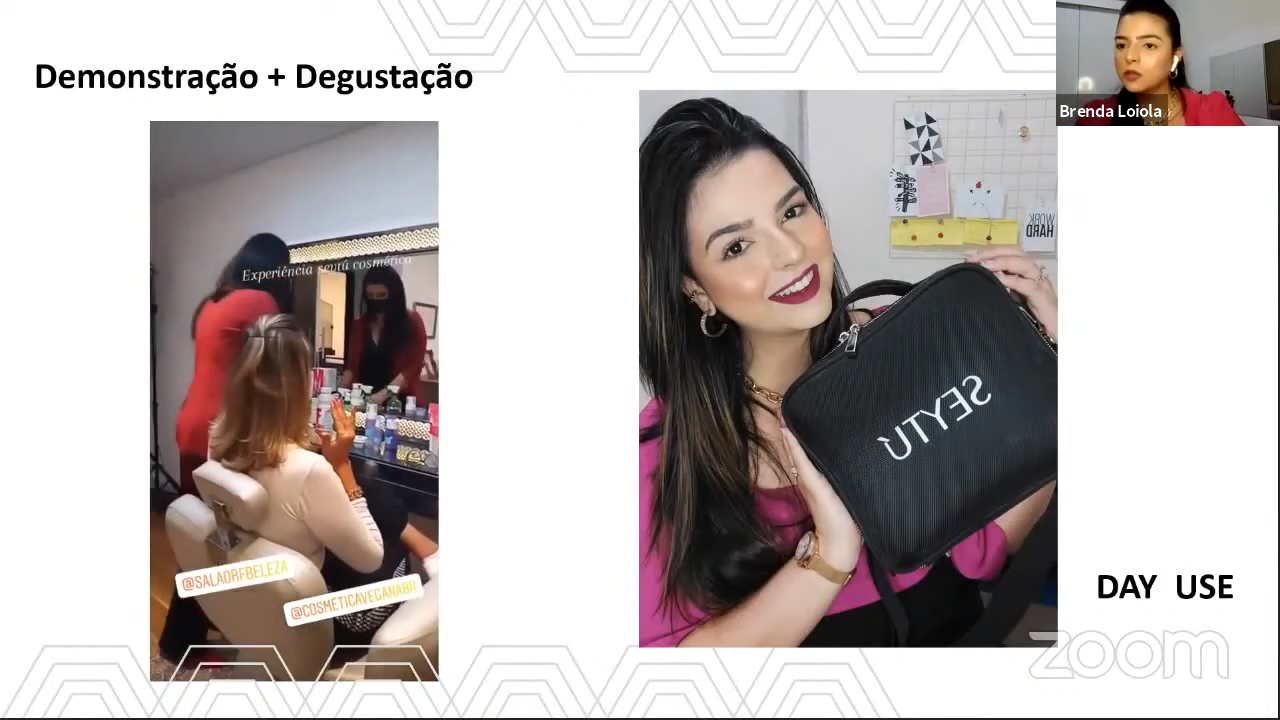 Demonstração + Degustação
Brenda Loiola
Experiência seytú cosmética
WORK
HARD
SEYTÚ
@SALAORFBELEZA
@COSMETICAVEGANABR
DAY USE
zoom